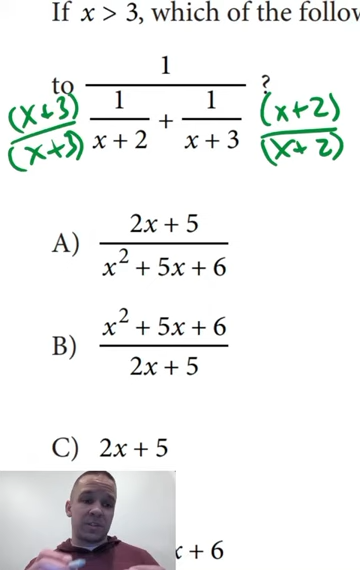 If x > 3, which of the
to 1 / (1/(x + 2) + 1/(x + 3)) ?
(x+3)/(x+3) (x+2)/(x+2)
A) (2x + 5)/(x² + 5x + 6)
B) (x² + 5x + 6)/(2x + 5)
C) 2x + 5
+ 6